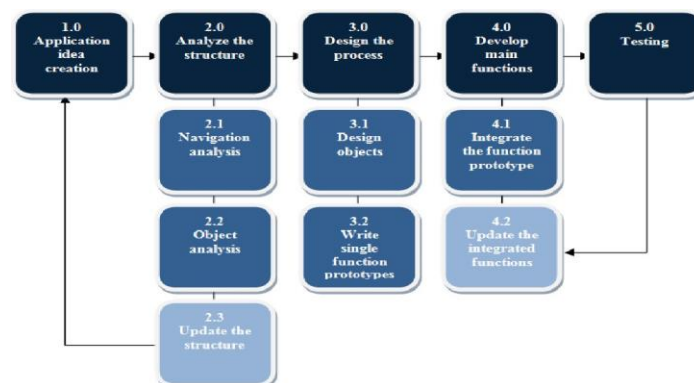 1.0
Application
idea
creation
2.0
Analyze the
structure
3.0
Design the
process
4.0
Develop
main
functions
5.0
Testing
2.1
Navigation
analysis
3.1
Design
objects
4.1
Integrate
the function
prototype
2.2
Object
analysis
3.2
Write
single
function
prototypes
4.2
Update the
integrated
functions
2.3
Update the
structure